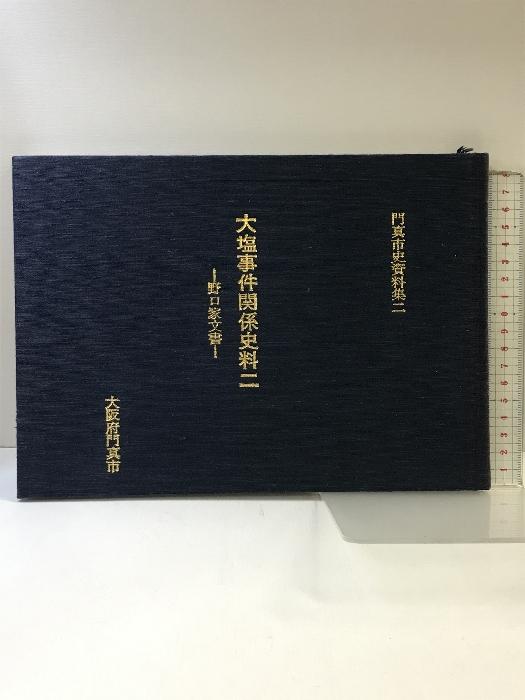 門真市史資料集二
大塩事件関係史料二
―野口家文書―
大阪府門真市